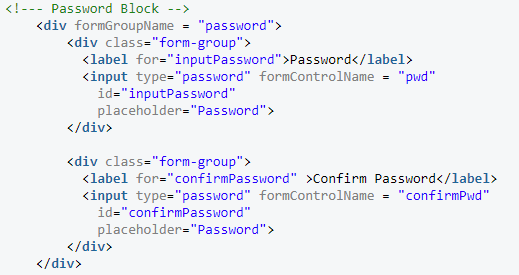 <!--- Password Block -->
<div formGroupName = "password">
<div class="form-group">
<label for="inputPassword">Password</label>
<input type="password" formControlName = "pwd"
id="inputPassword"
placeholder="Password">
</div>
<div class="form-group">
<label for="confirmPassword" >Confirm Password</label>
<input type="password" formControlName = "confirmPwd"
id="confirmPassword"
placeholder="Password">
</div>
</div>